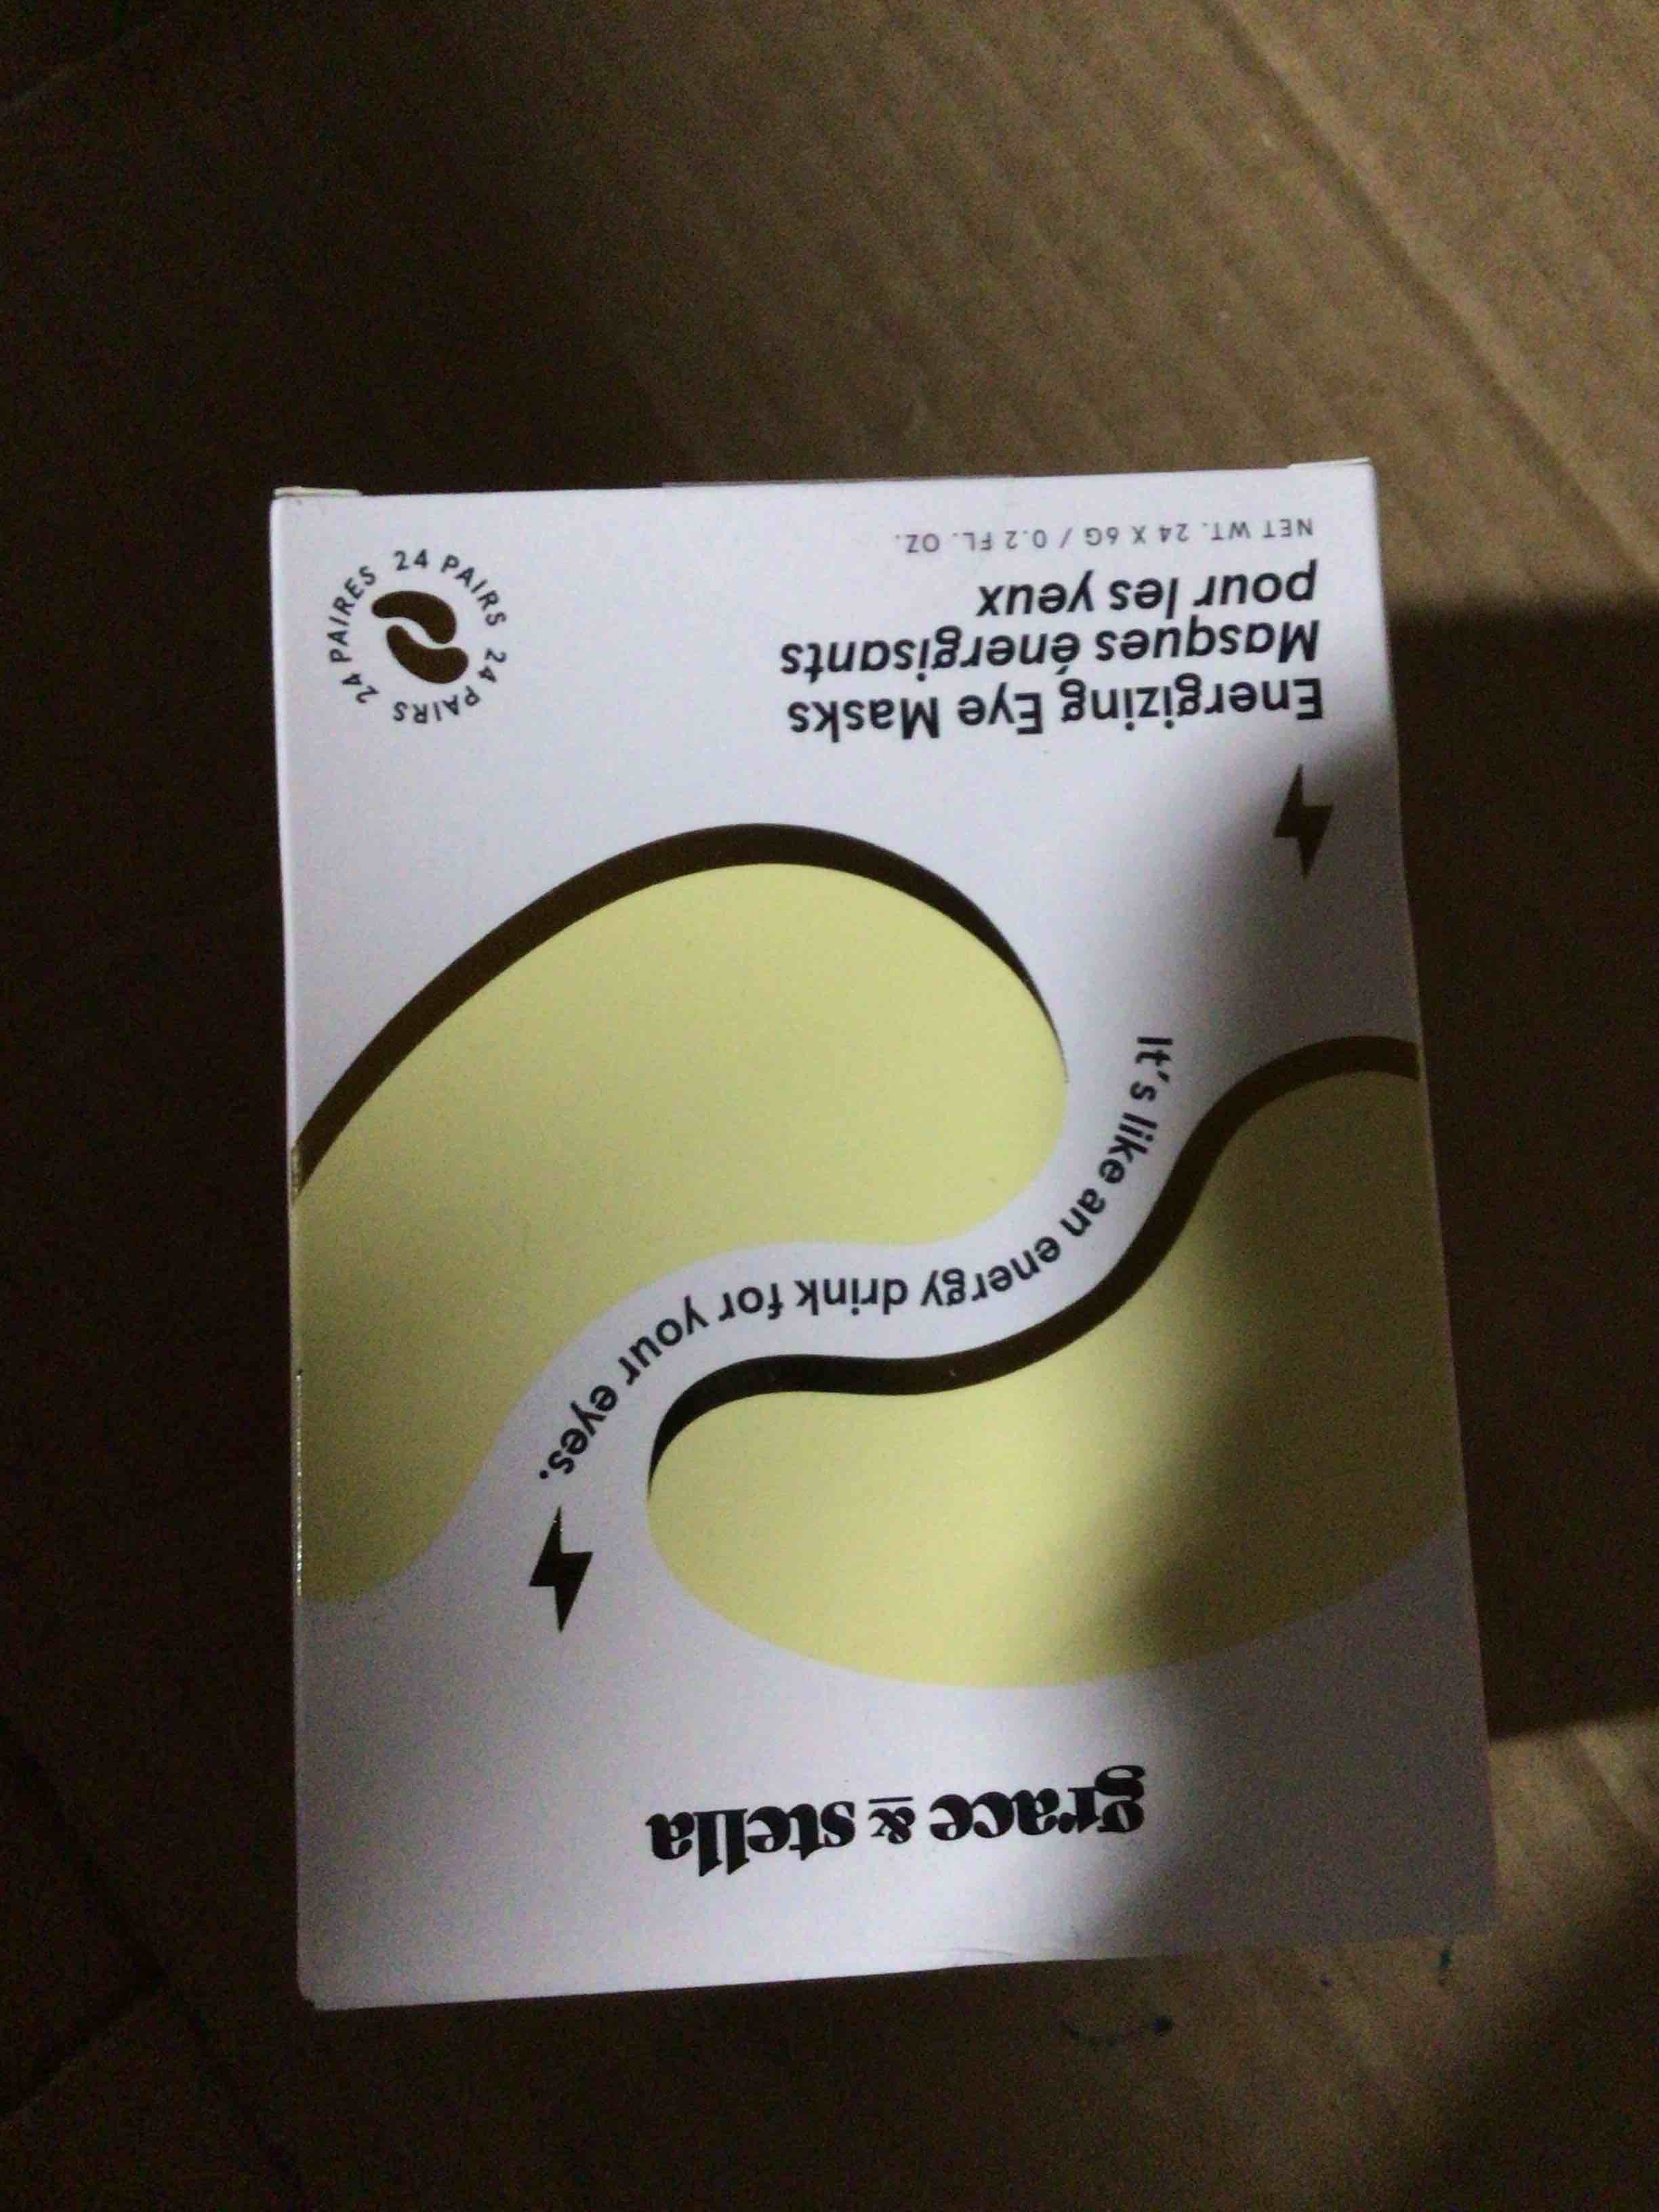 grace & stella
It's like an energy drink for your eyes.
Energizing Eye Masks
Masques énergisants
pour les yeux
NET WT. 24 X 6G / 0.2 FL. OZ.
24 PAIRS 24 PAIRS 24 PAIRES